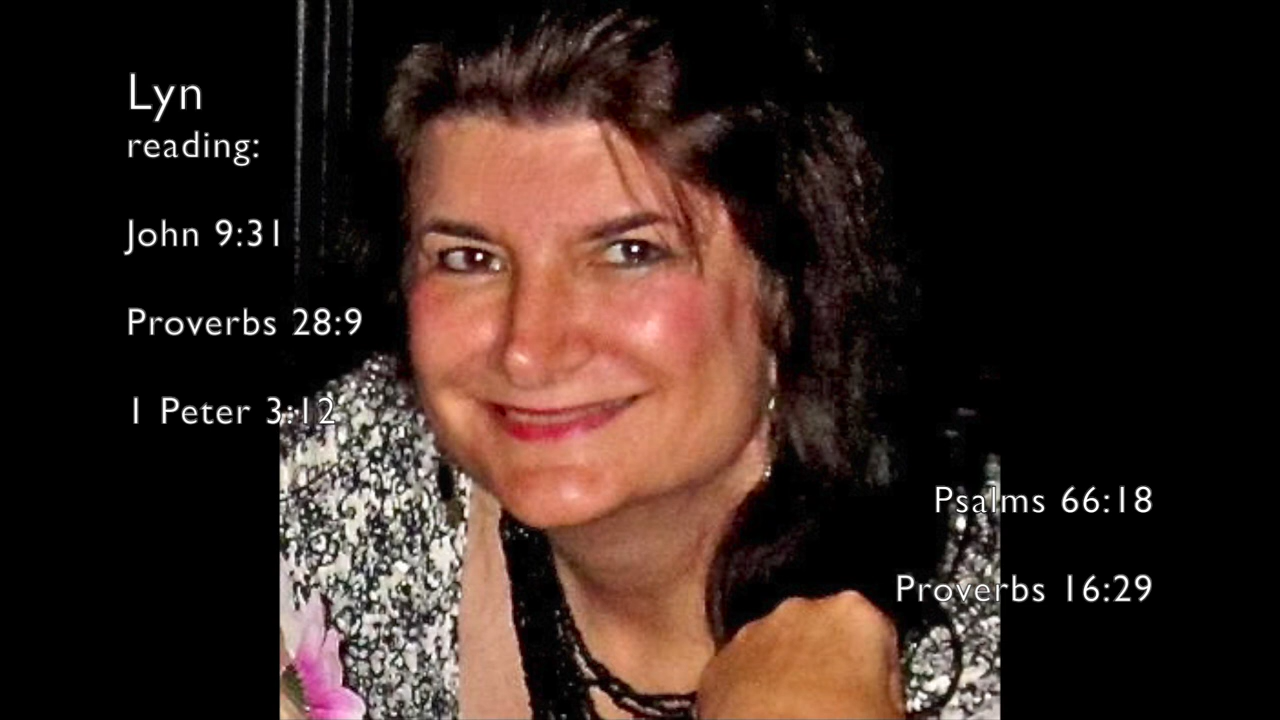 Lyn
reading:
John 9:31
Proverbs 28:9
1 Peter 3:12
Psalms 66:18
Proverbs 16:29